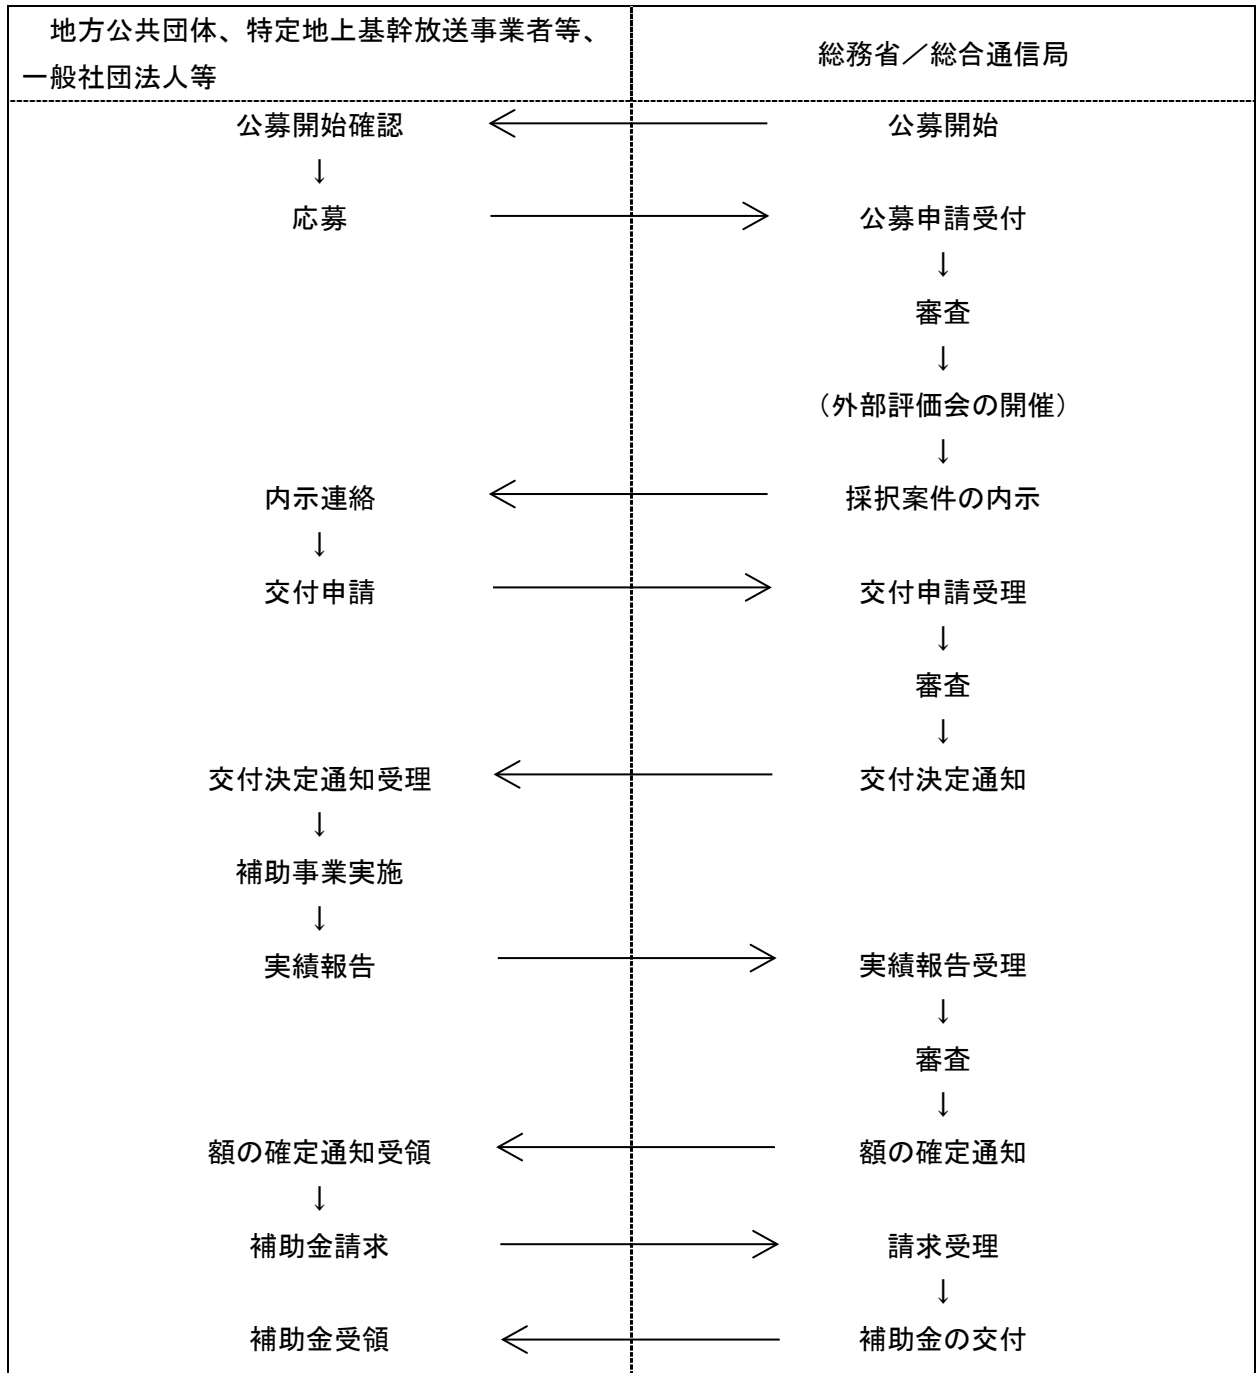 地方公共団体、特定地上基幹放送事業者等、
一般社団法人等
総務省/総合通信局
公募開始確認
公募開始
↓
応募
公募申請受付
↓
審査
↓
(外部評価会の開催)
↓
内示連絡
採択案件の内示
↓
交付申請
交付申請受理
↓
審査
↓
交付決定通知受理
交付決定通知
↓
補助事業実施
↓
実績報告
実績報告受理
↓
審査
↓
額の確定通知受領
額の確定通知
↓
補助金請求
請求受理
↓
補助金受領
補助金の交付